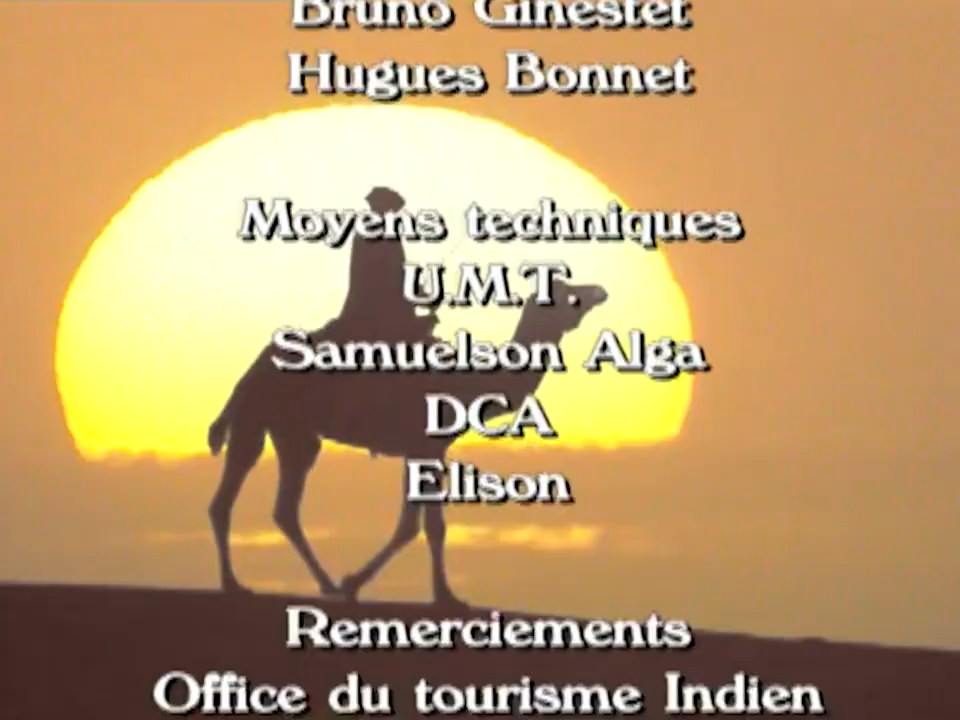 Bruno Ginestet
Hugues Bonnet
Moyens techniques
U.M.T.
Samuelson Alga
DCA
Elison
Remerciements
Office du tourisme Indien